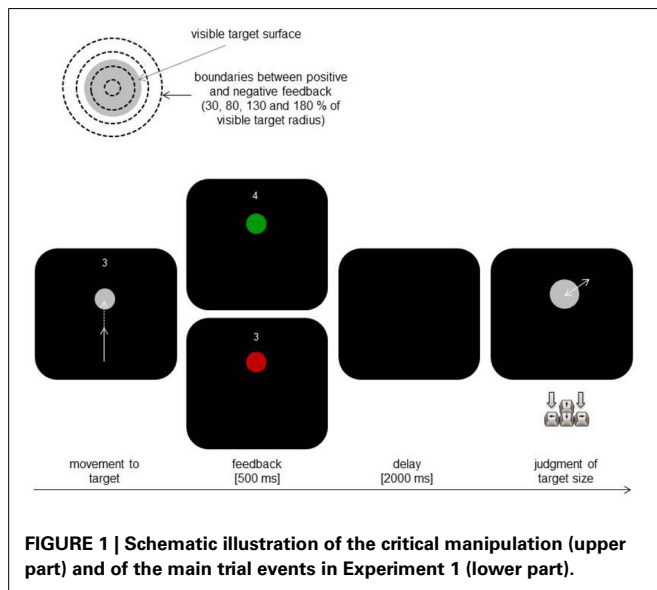 visible target surface
boundaries between positive
and negative feedback
(30, 80, 130 and 180 % of
visible target radius)
4
3
3
movement to
target
feedback
[500 ms]
delay
[2000 ms]
judgment of
target size
FIGURE 1 | Schematic illustration of the critical manipulation (upper
part) and of the main trial events in Experiment 1 (lower part).